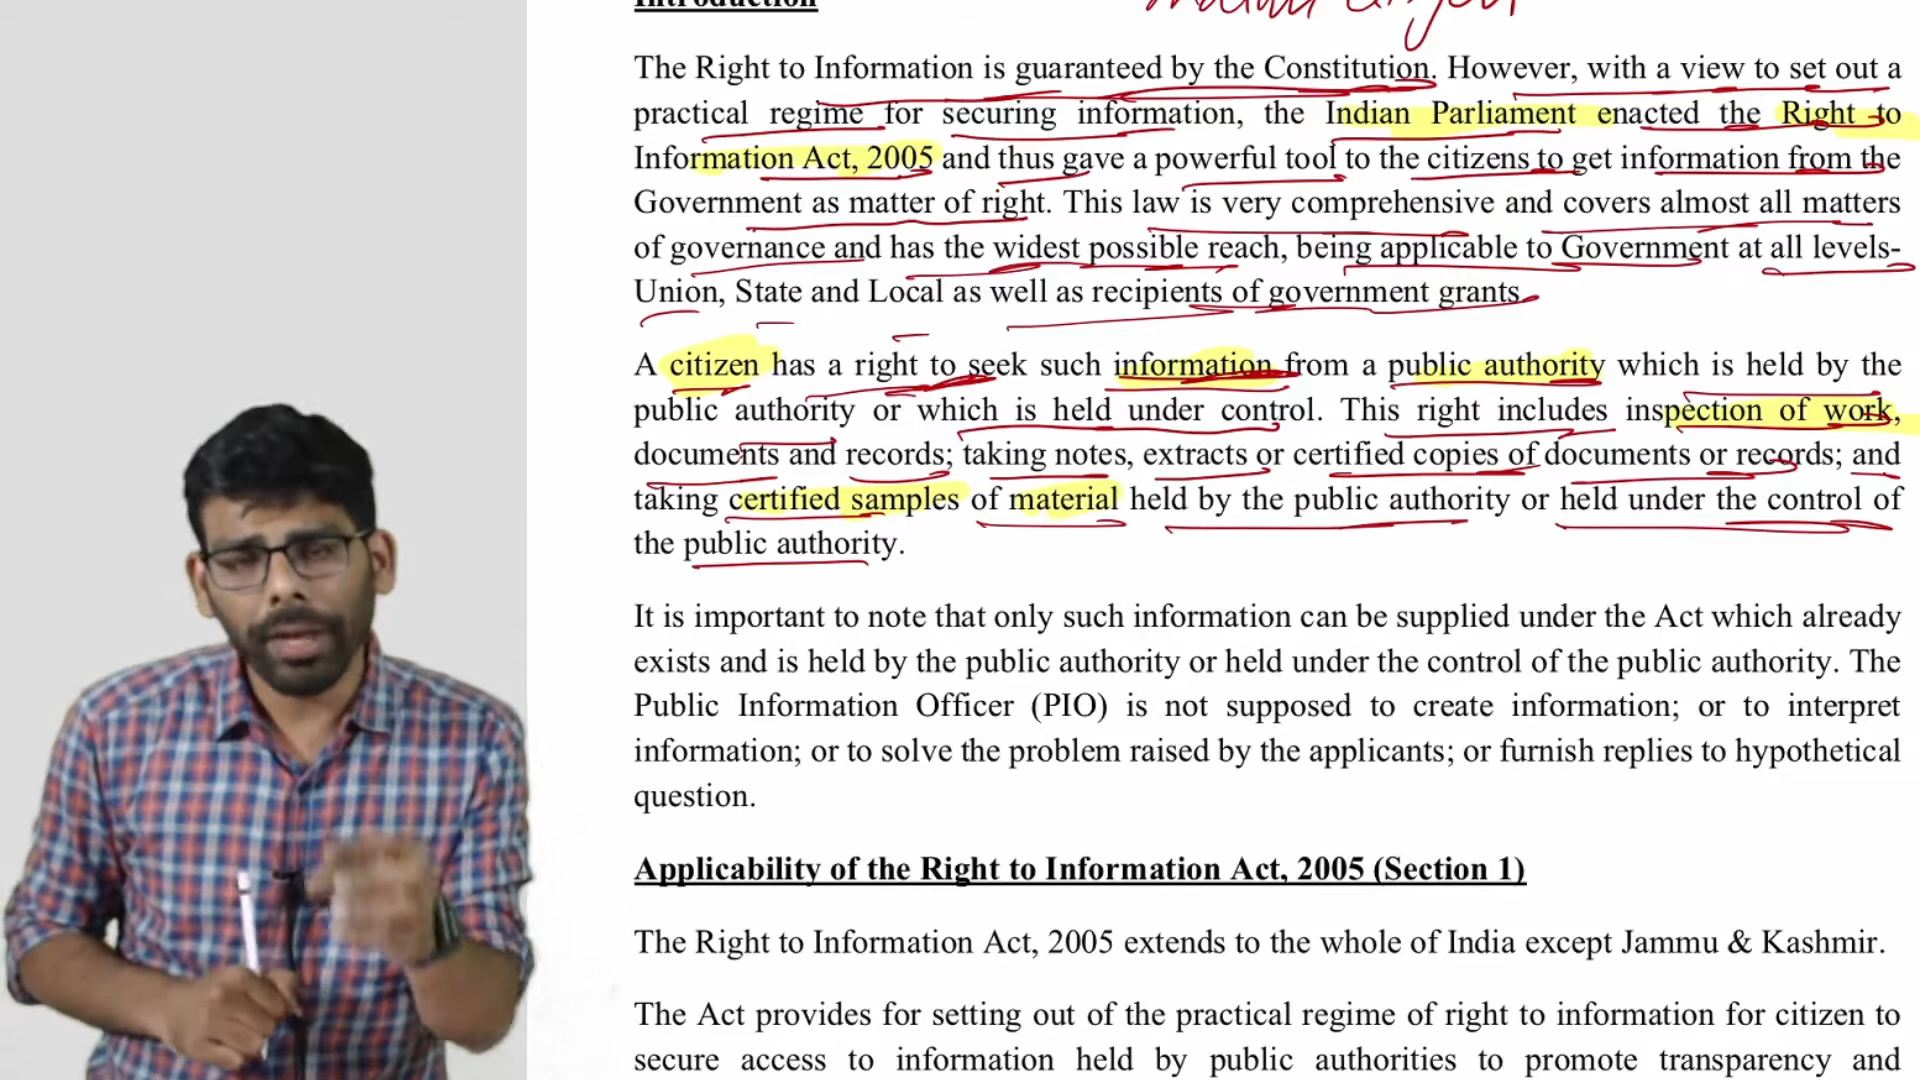 Introduction
The Right to Information is guaranteed by the Constitution. However, with a view to set out a
practical regime for securing information, the Indian Parliament enacted the Right to
Information Act, 2005 and thus gave a powerful tool to the citizens to get information from the
Government as matter of right. This law is very comprehensive and covers almost all matters
of governance and has the widest possible reach, being applicable to Government at all levels-
Union, State and Local as well as recipients of government grants.
A citizen has a right to seek such information from a public authority which is held by the
public authority or which is held under control. This right includes inspection of work,
documents and records; taking notes, extracts or certified copies of documents or records; and
taking certified samples of material held by the public authority or held under the control of
the public authority.
It is important to note that only such information can be supplied under the Act which already
exists and is held by the public authority or held under the control of the public authority. The
Public Information Officer (PIO) is not supposed to create information; or to interpret
information; or to solve the problem raised by the applicants; or furnish replies to hypothetical
question.
Applicability of the Right to Information Act, 2005 (Section 1)
The Right to Information Act, 2005 extends to the whole of India except Jammu & Kashmir.
The Act provides for setting out of the practical regime of right to information for citizen to
secure access to information held by public authorities to promote transparency and